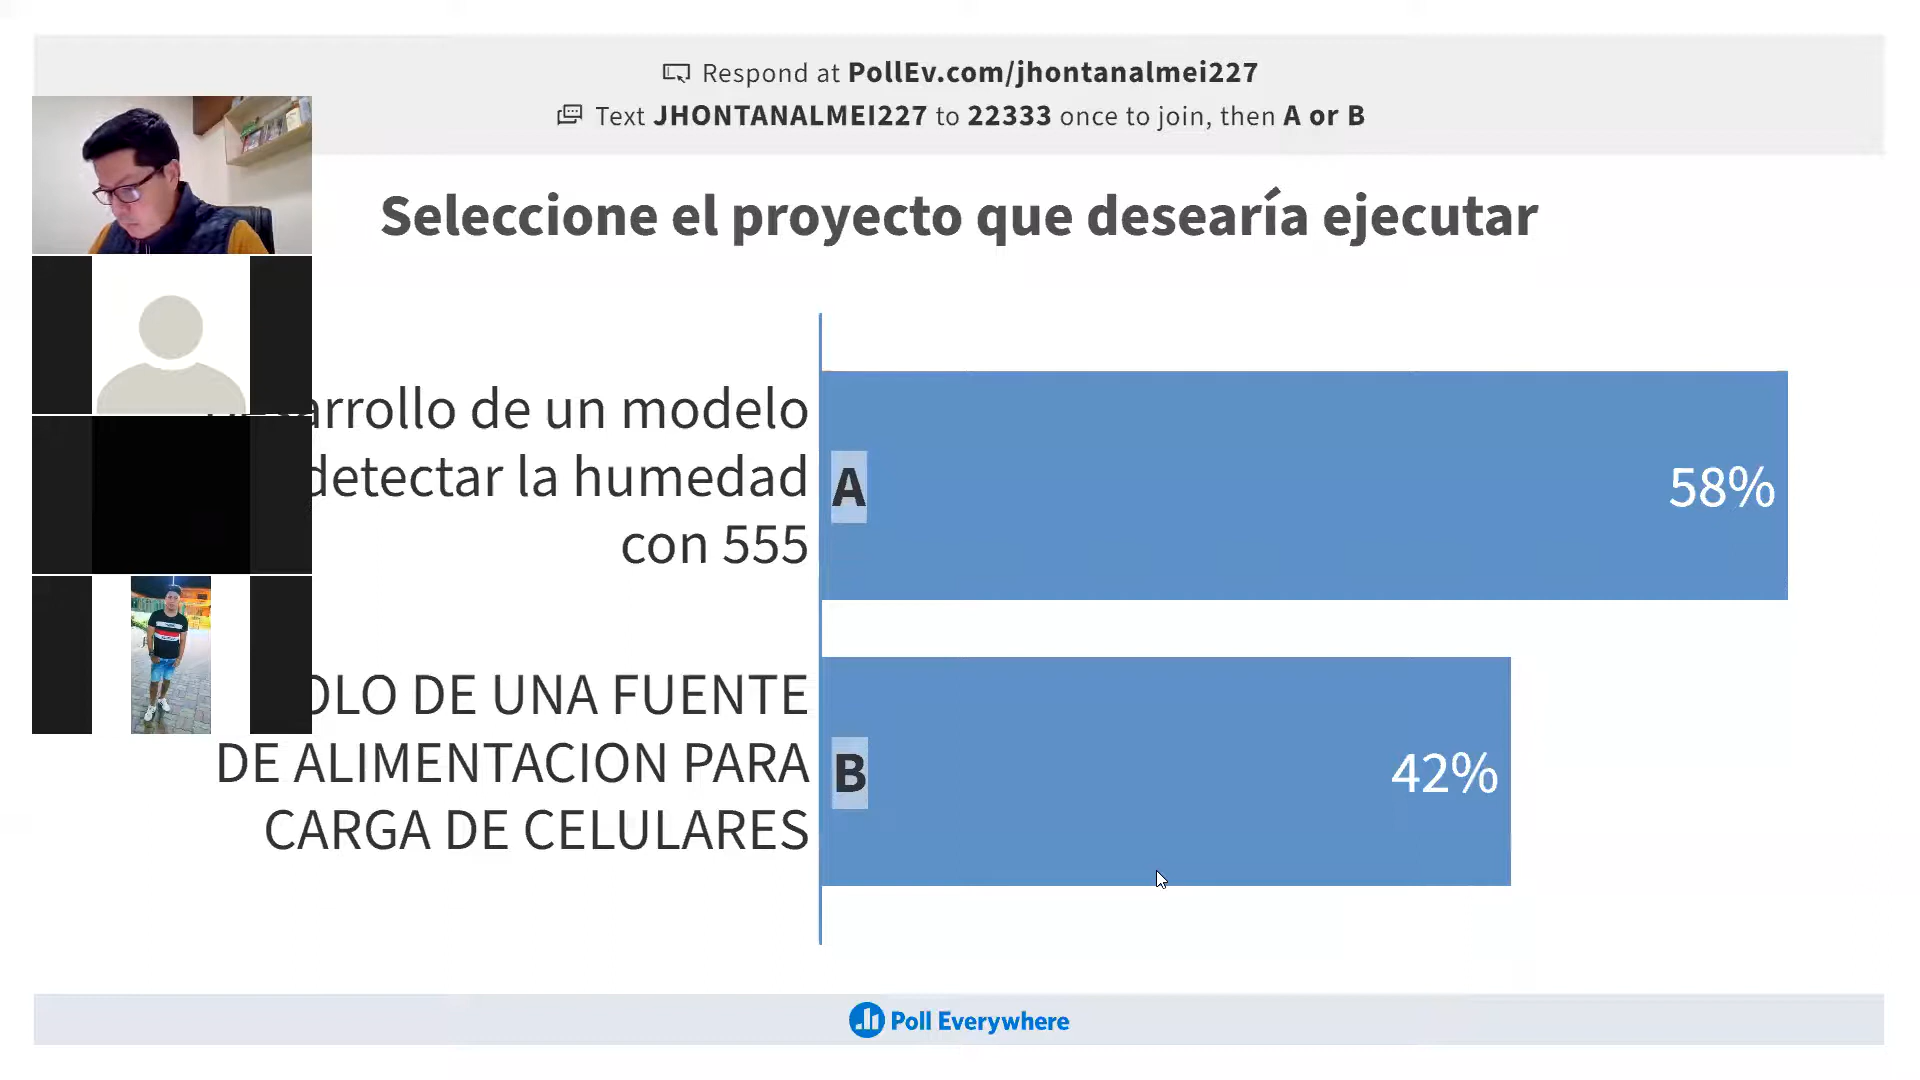 Respond at PollEv.com/jhontanalmei227
Text JHONTANALMEI227 to 22333 once to join, then A or B
Seleccione el proyecto que desearía ejecutar
de un modelo
detectar la humedad
con 555
A
58%
DE UNA FUENTE
DE ALIMENTACION PARA
CARGA DE CELULARES
B
42%
Poll Everywhere